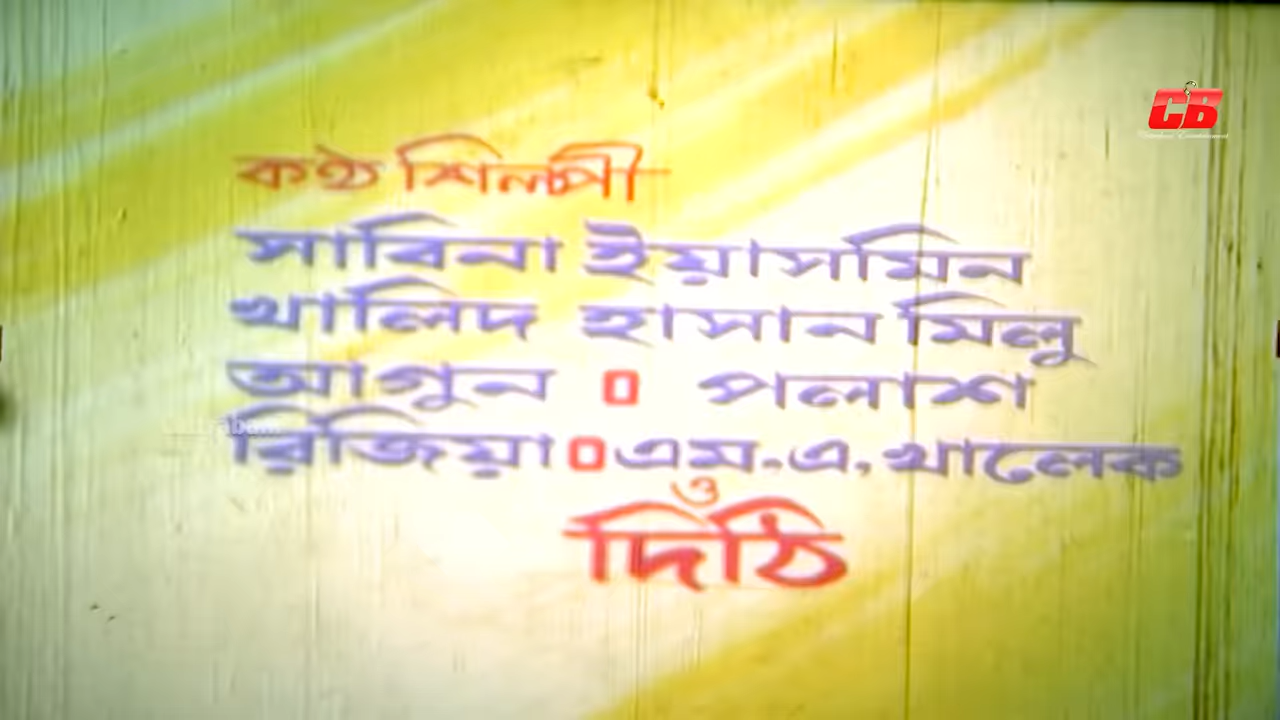 CB
কণ্ঠ শিল্পী
সাবিনা ইয়াসমিন
খালিদ হাসান মিলু
আগুন ▯ পলাশ
রিজিয়া ▯ এম.এ. খালেক
ও
দিঠি